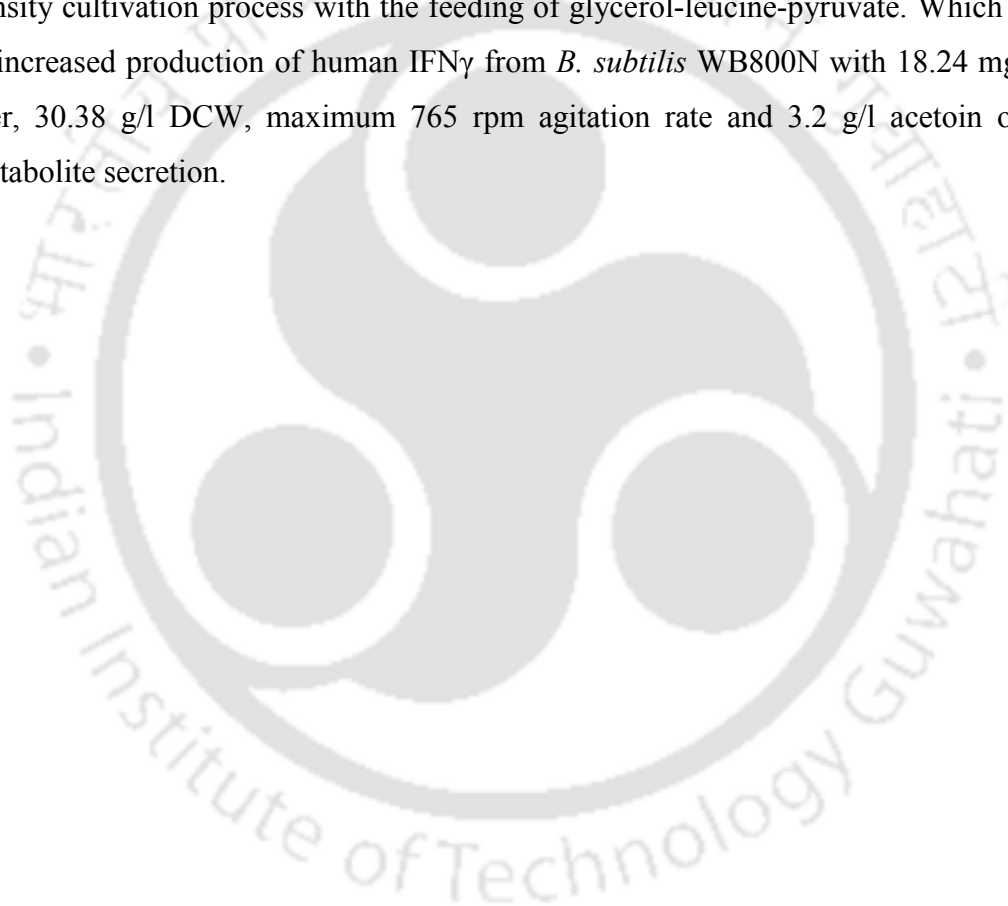 nsity cultivation process with the feeding of glycerol-leucine-pyruvate. Which
increased production of human IFNγ from B. subtilis WB800N with 18.24 mg
er, 30.38 g/l DCW, maximum 765 rpm agitation rate and 3.2 g/l acetoin o
tabolite secretion.
Indian Institute of Technology Guwahati